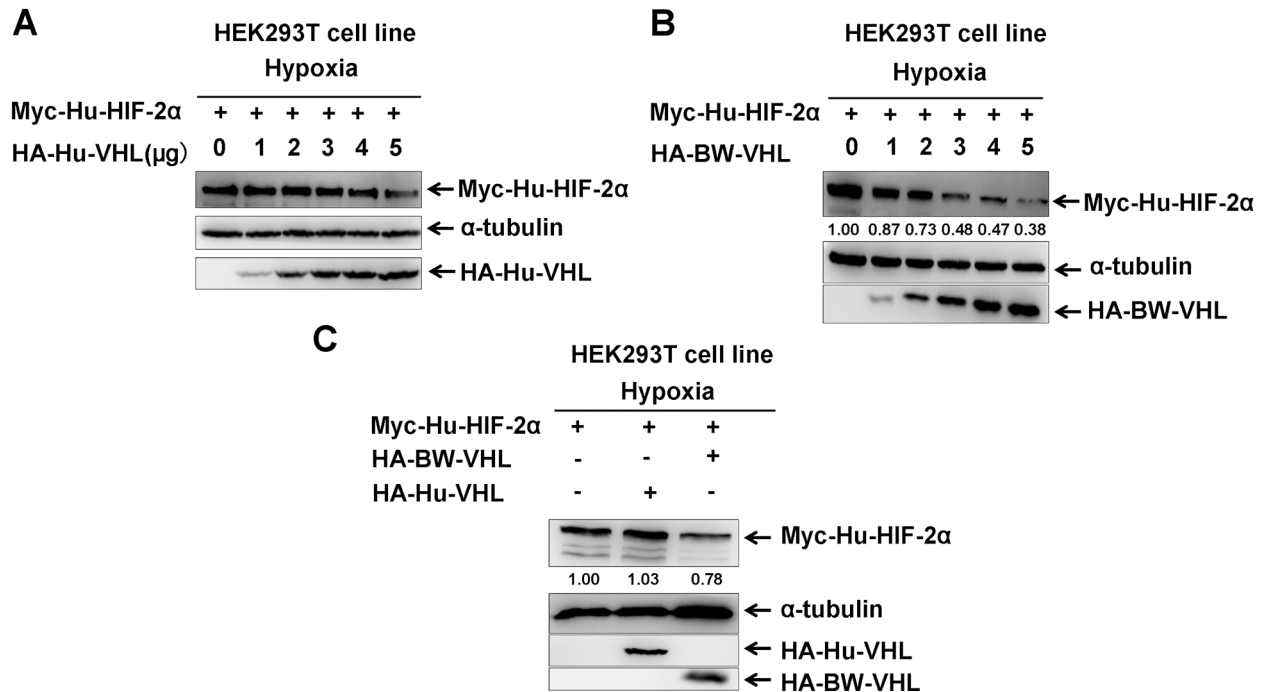 A
HEK293T cell line
Hypoxia
Myc-Hu-HIF-2α + + + + + +
HA-Hu-VHL(μg) 0 1 2 3 4 5
Myc-Hu-HIF-2α
α-tubulin
HA-Hu-VHL
B
HEK293T cell line
Hypoxia
Myc-Hu-HIF-2α + + + + + +
HA-BW-VHL 0 1 2 3 4 5
Myc-Hu-HIF-2α
1.00 0.87 0.73 0.48 0.47 0.38
α-tubulin
HA-BW-VHL
C
HEK293T cell line
Hypoxia
Myc-Hu-HIF-2α + + +
HA-BW-VHL - - +
HA-Hu-VHL - + -
Myc-Hu-HIF-2α
1.00 1.03 0.78
α-tubulin
HA-Hu-VHL
HA-BW-VHL